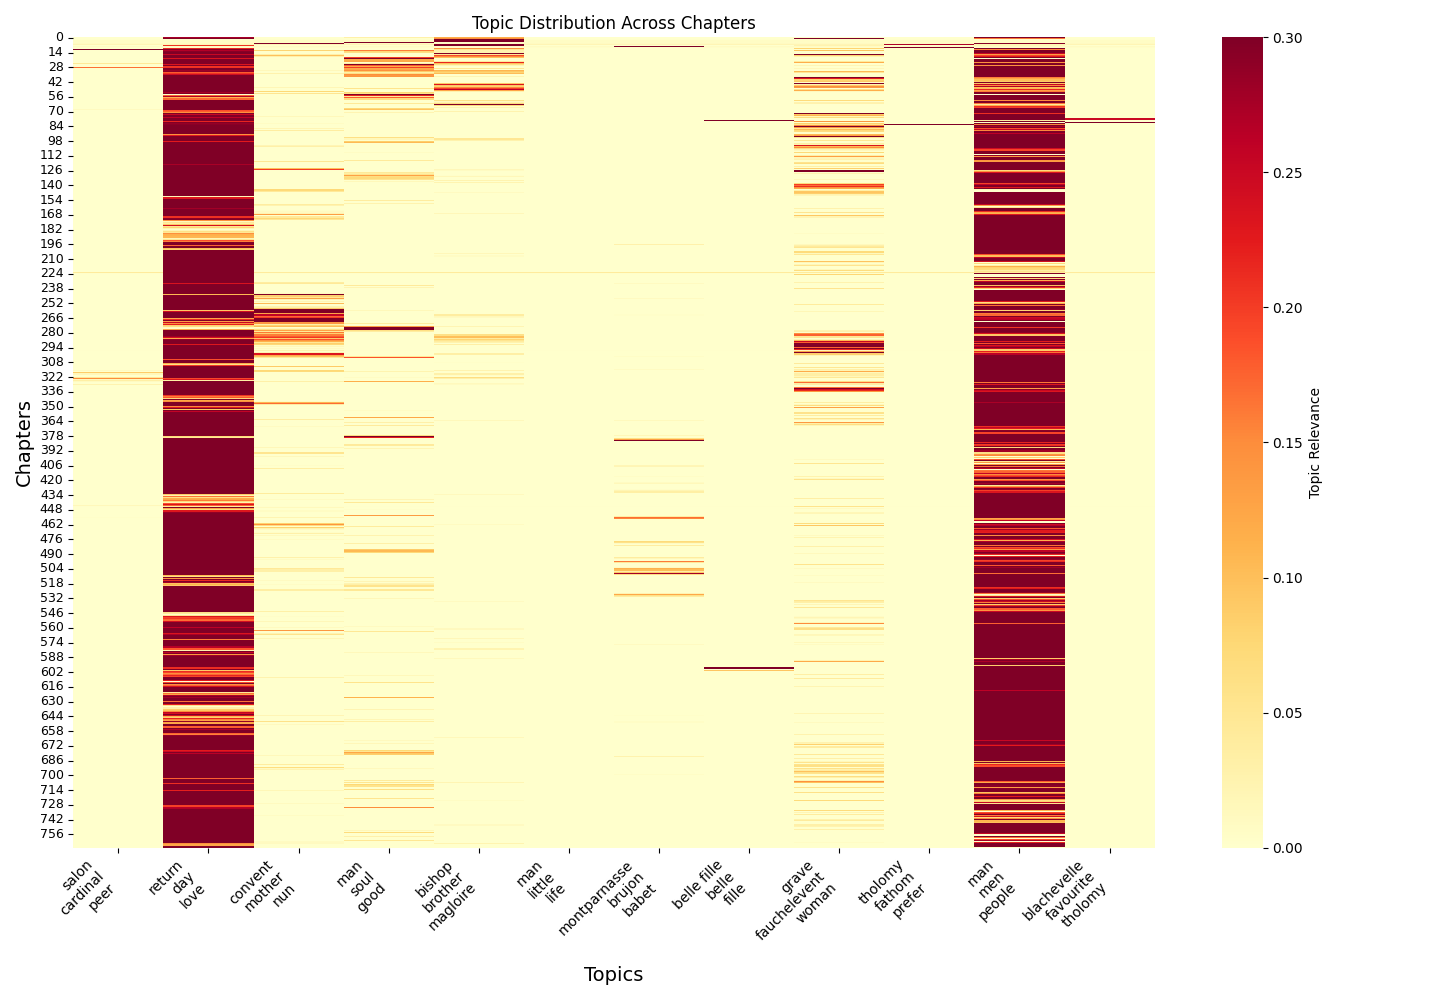 Topic Distribution Across Chapters
Chapters
0
14
28
42
56
70
84
98
112
126
140
154
168
182
196
210
224
238
252
266
280
294
308
322
336
350
364
378
392
406
420
434
448
462
476
490
504
518
532
546
560
574
588
602
616
630
644
658
672
686
700
714
728
742
756
salon
cardinal
peer
return
day
love
convent
mother
nun
man
soul
good
bishop
brother
magloire
man
little
life
montparnasse
brujon
babet
belle fille
belle
fille
grave
fauchelevent
woman
tholomy
fathom
prefer
man
men
people
blachevelle
favourite
tholomy
Topics
0.30
0.25
0.20
0.15
0.10
0.05
0.00
Topic Relevance